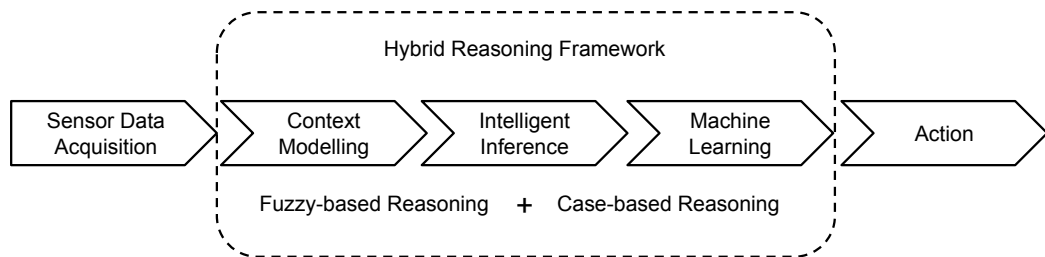 Hybrid Reasoning Framework
Sensor Data
Acquisition
Context
Modelling
Intelligent
Inference
Machine
Learning
Action
Fuzzy-based Reasoning + Case-based Reasoning